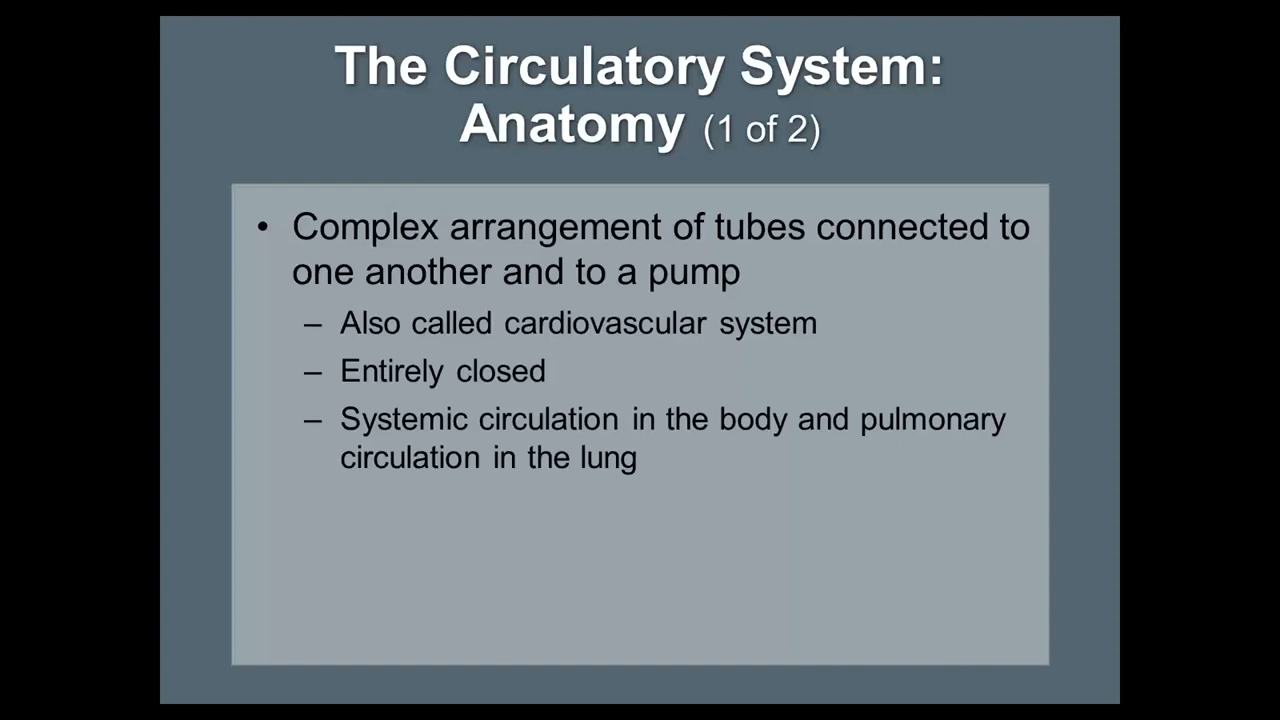 The Circulatory System:
Anatomy (1 of 2)
• Complex arrangement of tubes connected to
one another and to a pump
– Also called cardiovascular system
– Entirely closed
– Systemic circulation in the body and pulmonary
circulation in the lung